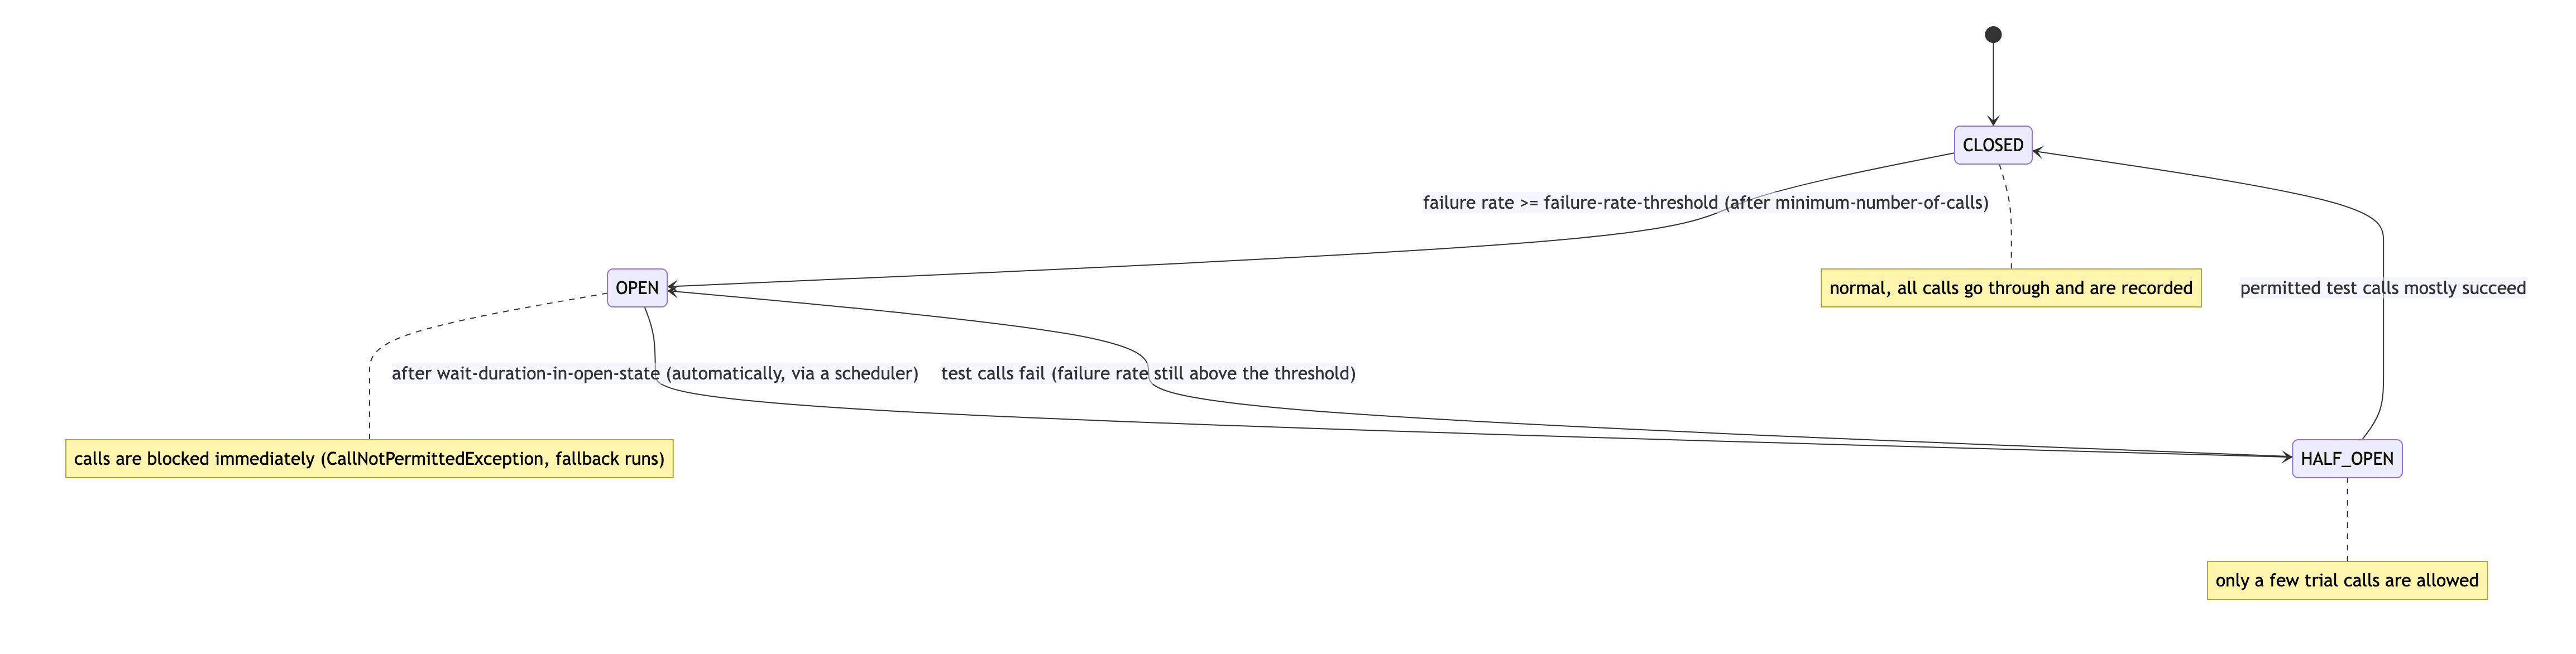 CLOSED
failure rate >= failure-rate-threshold (after minimum-number-of-calls)
OPEN
normal, all calls go through and are recorded
permitted test calls mostly succeed
after wait-duration-in-open-state (automatically, via a scheduler)
test calls fail (failure rate still above the threshold)
calls are blocked immediately (CallNotPermittedException, fallback runs)
HALF_OPEN
only a few trial calls are allowed